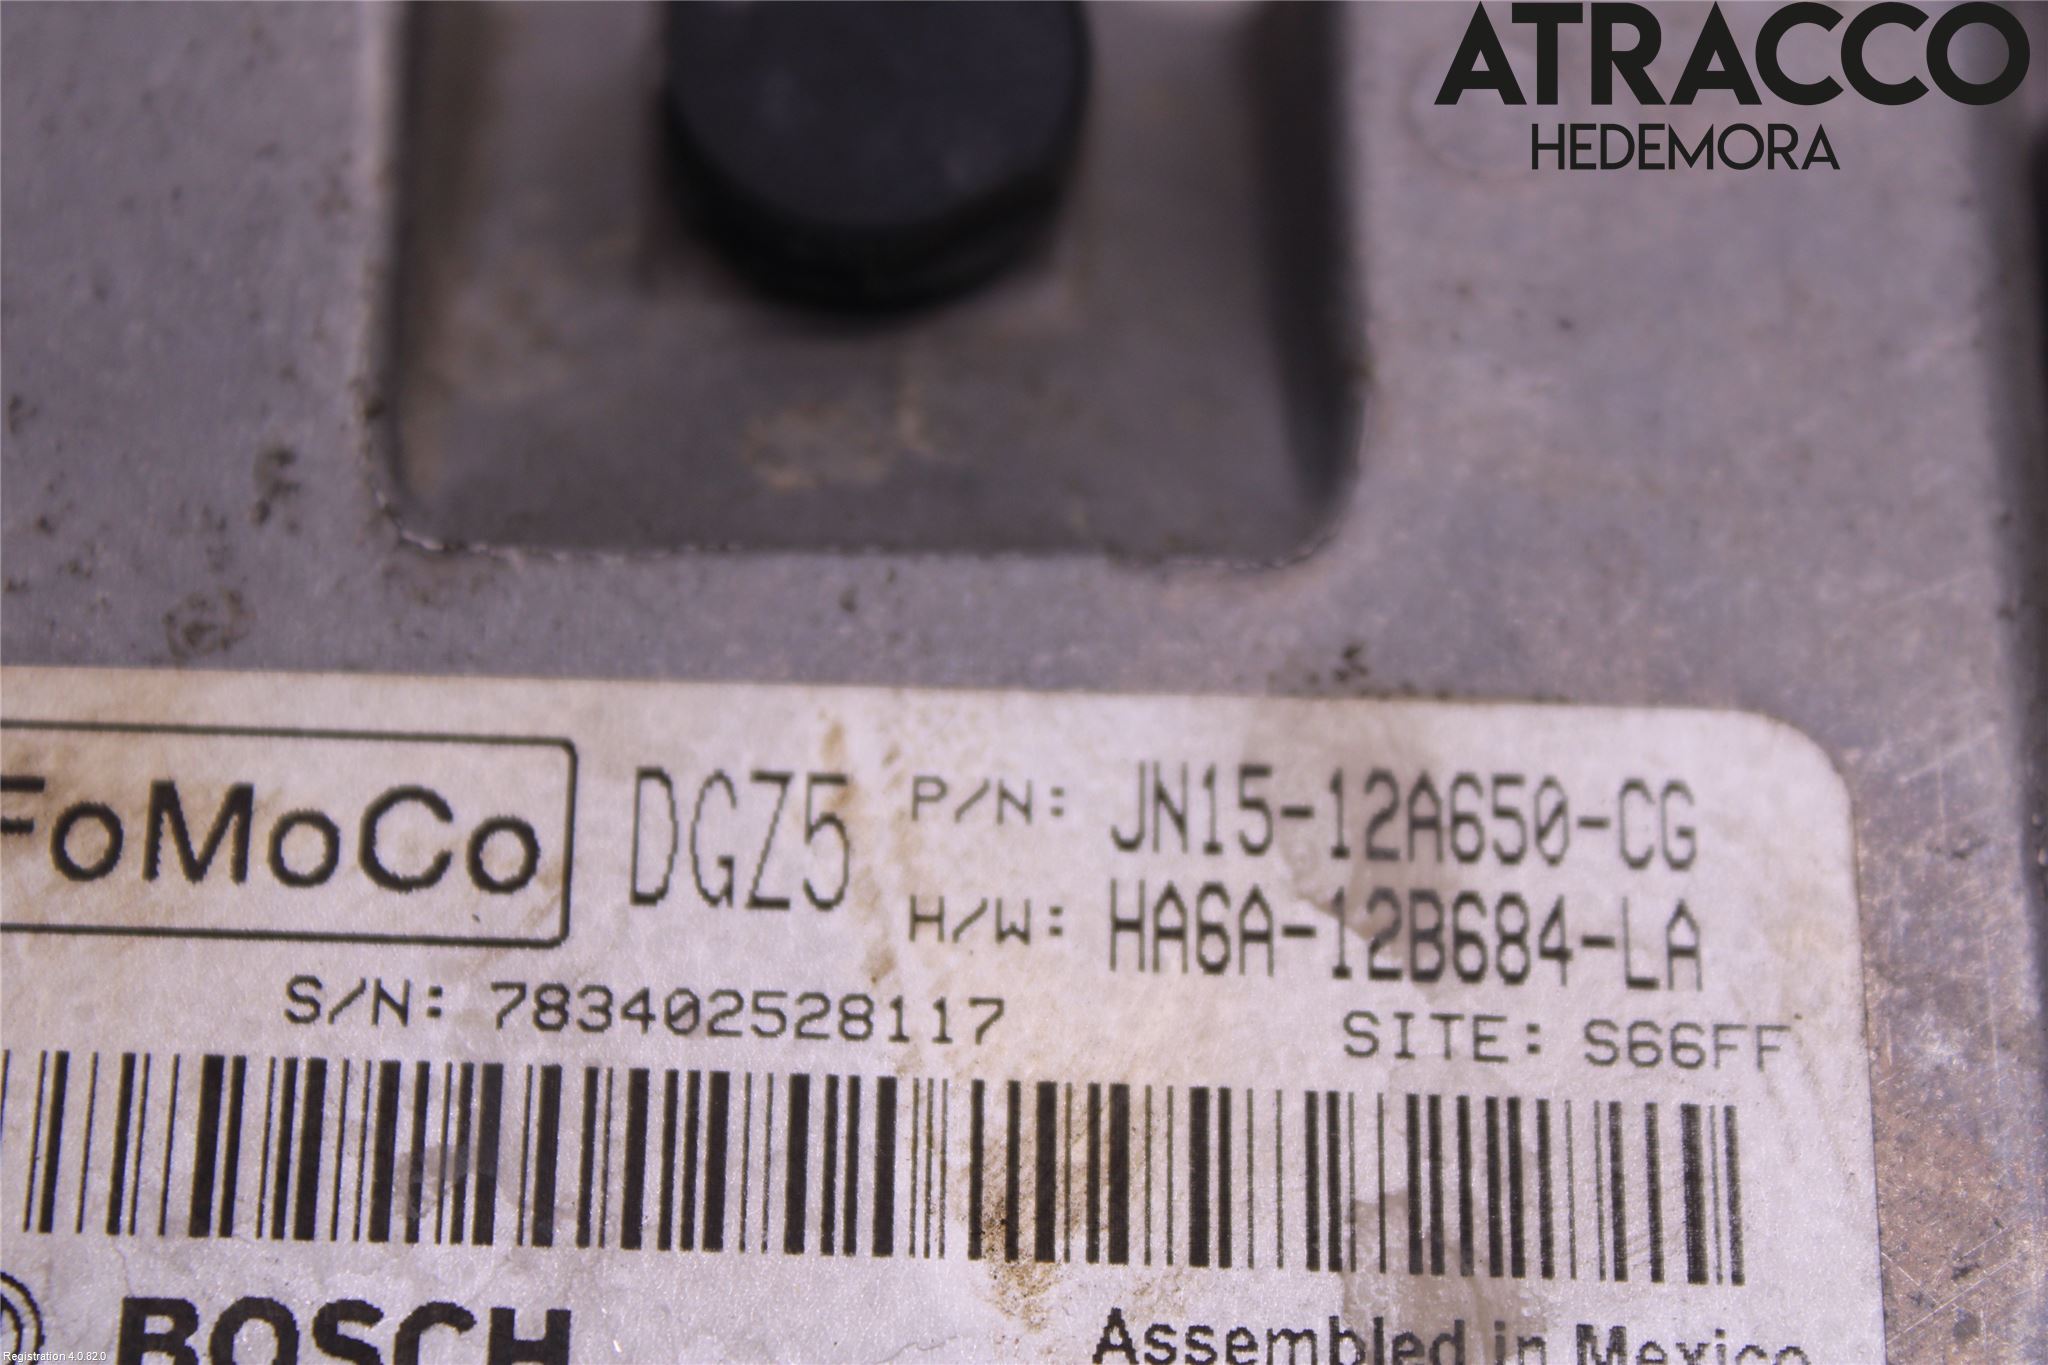 ATRACCO
HEDEMORA
FoMoCo DGZ5 P/N: JN15-12A650-CG
H/W: HA6A-12B684-LA
S/N: 783402528117 SITE: S66FF
BOSCH Assembled in Mexico
Registration 4.0.82.0